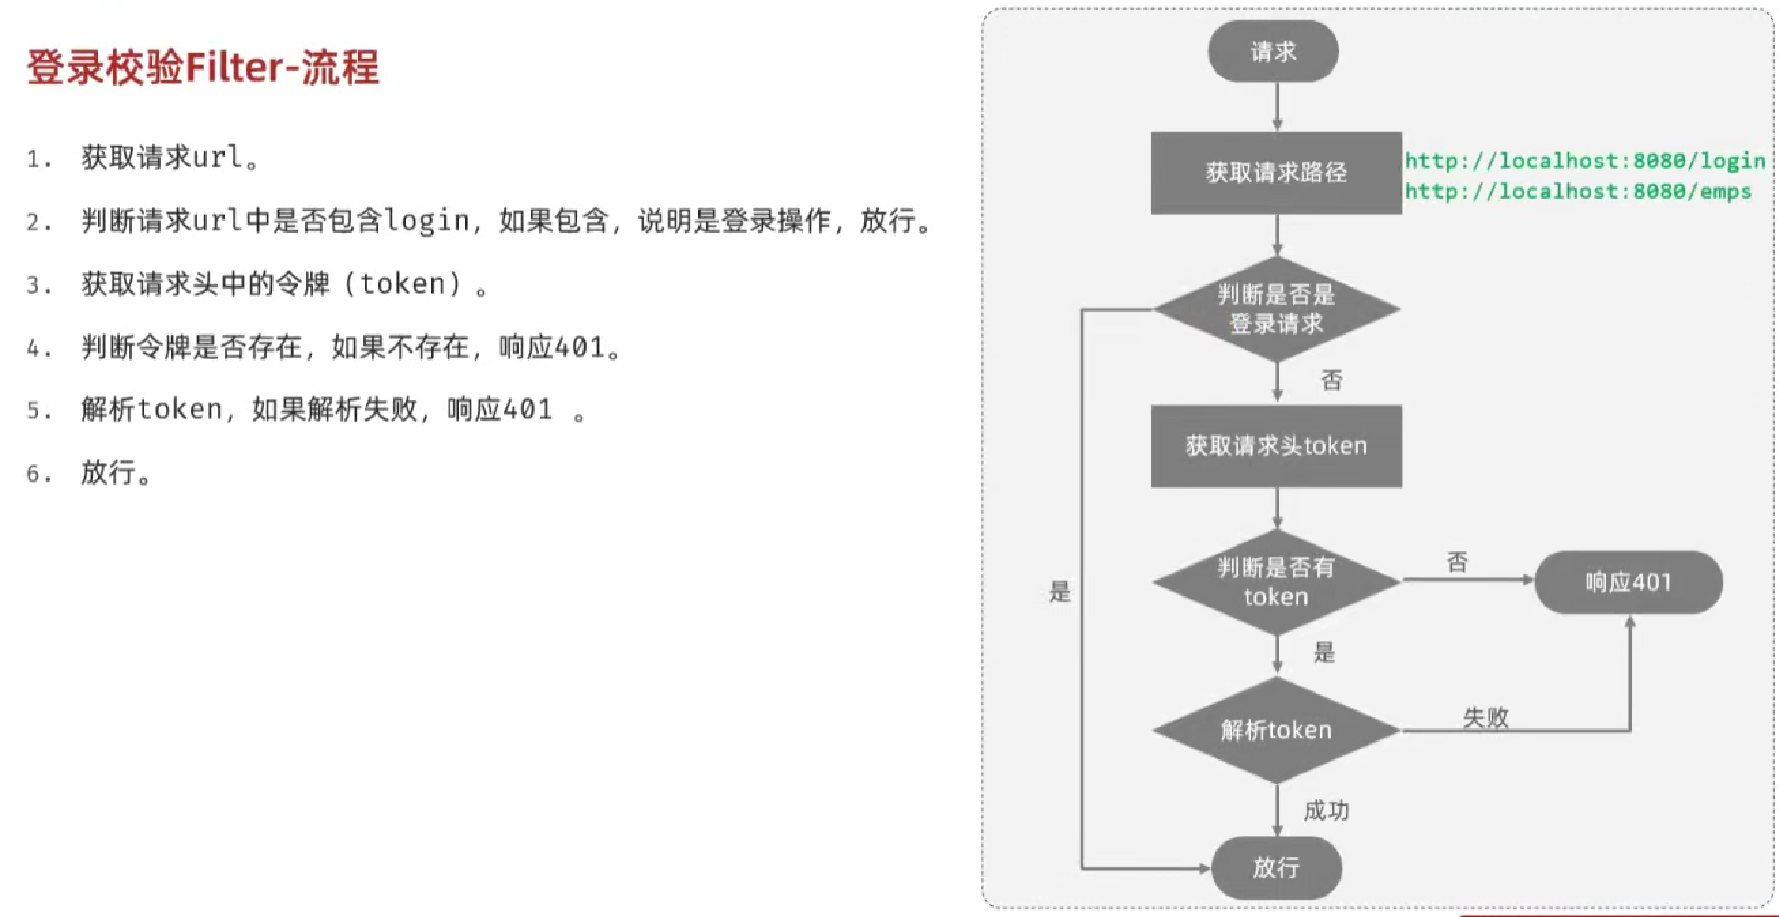 登录校验Filter-流程
1. 获取请求url。
2. 判断请求url中是否包含login，如果包含，说明是登录操作，放行。
3. 获取请求头中的令牌（token）。
4. 判断令牌是否存在，如果不存在，响应401。
5. 解析token，如果解析失败，响应401 。
6. 放行。
请求
获取请求路径
http://localhost:8080/login
http://localhost:8080/emps
判断是否是
登录请求
否
获取请求头token
判断是否有
token
否
响应401
是
是
解析token
失败
成功
放行